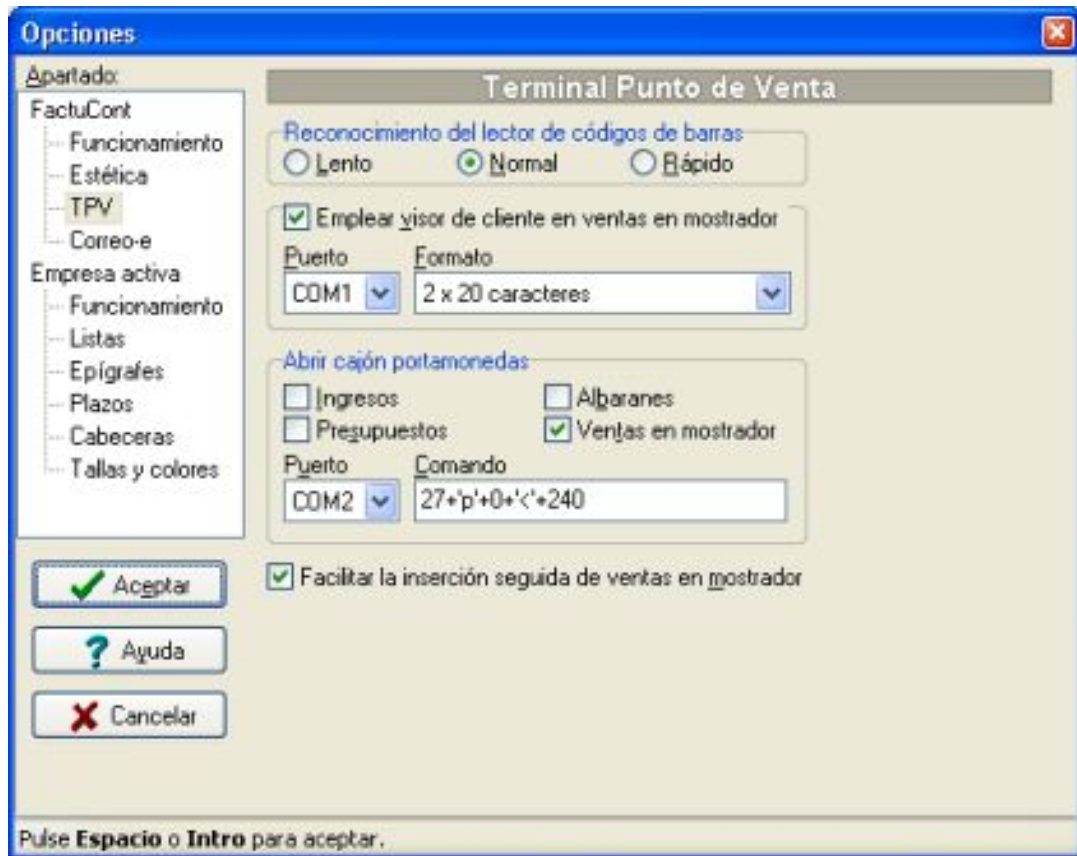 Opciones
Apartado:
FactuCont
Funcionamiento
Estética
TPV
Correo-e
Empresa activa
Funcionamiento
Listas
Epígrafes
Plazos
Cabeceras
Tallas y colores
Aceptar
Ayuda
Cancelar
Terminal Punto de Venta
Reconocimiento del lector de códigos de barras
Lento Normal Rápido
Emplear visor de cliente en ventas en mostrador
Puerto Formato
COM1 2 x 20 caracteres
Abrir cajón portamonedas
Ingresos Albaranes
Presupuestos Ventas en mostrador
Puerto Comando
COM2 27+'p'+0+'<'+240
Facilitar la inserción seguida de ventas en mostrador
Pulse Espacio o Intro para aceptar.